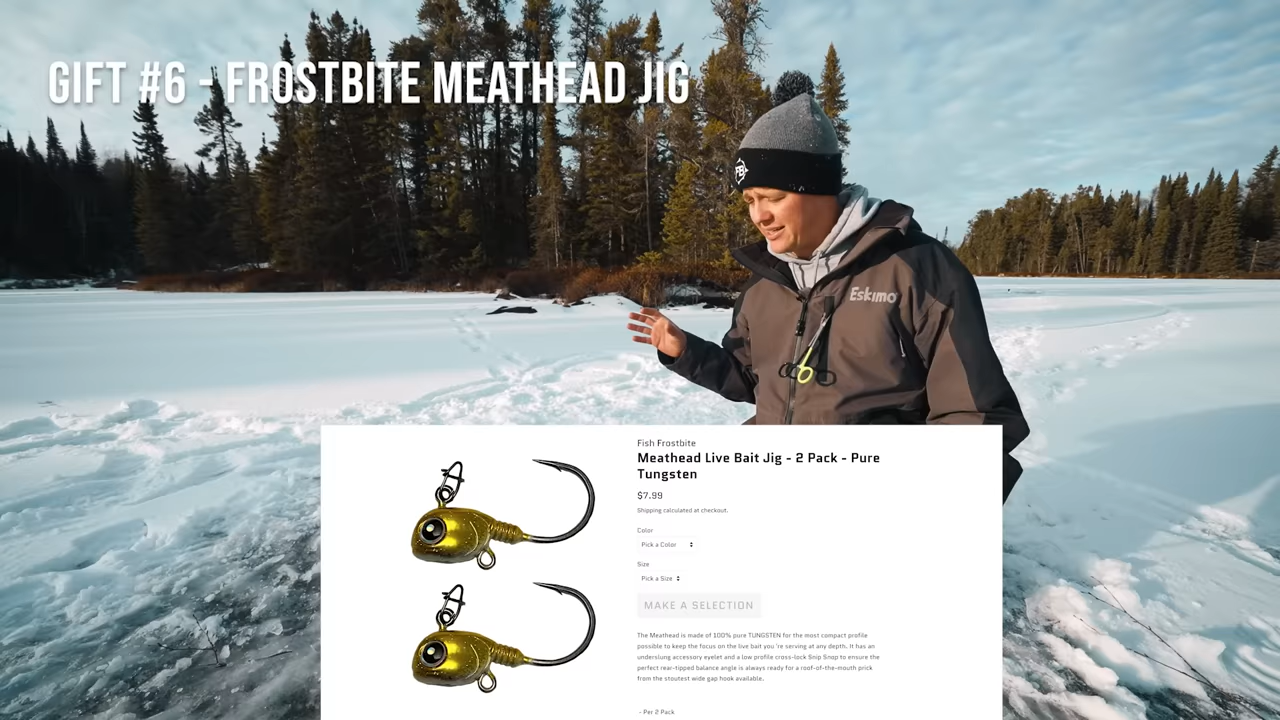 GIFT #6 - FROSTBITE MEATHEAD JIG
FB
Eskimo
Fish Frostbite
Meathead Live Bait Jig - 2 Pack - Pure
Tungsten
$7.99
Shipping calculated at checkout.
Color
Pick a Color
Size
Pick a Size
MAKE A SELECTION
The Meathead is made of 100% pure TUNGSTEN for the most compact profile
possible to keep the focus on the live bait you 're serving at any depth. It has an
underslung accessory eyelet and a low profile cross-lock Snip Snap to ensure the
perfect rear-tipped balance angle is always ready for a roof-of-the-mouth prick
from the stoutest wide gap hook available.
- Per 2 Pack